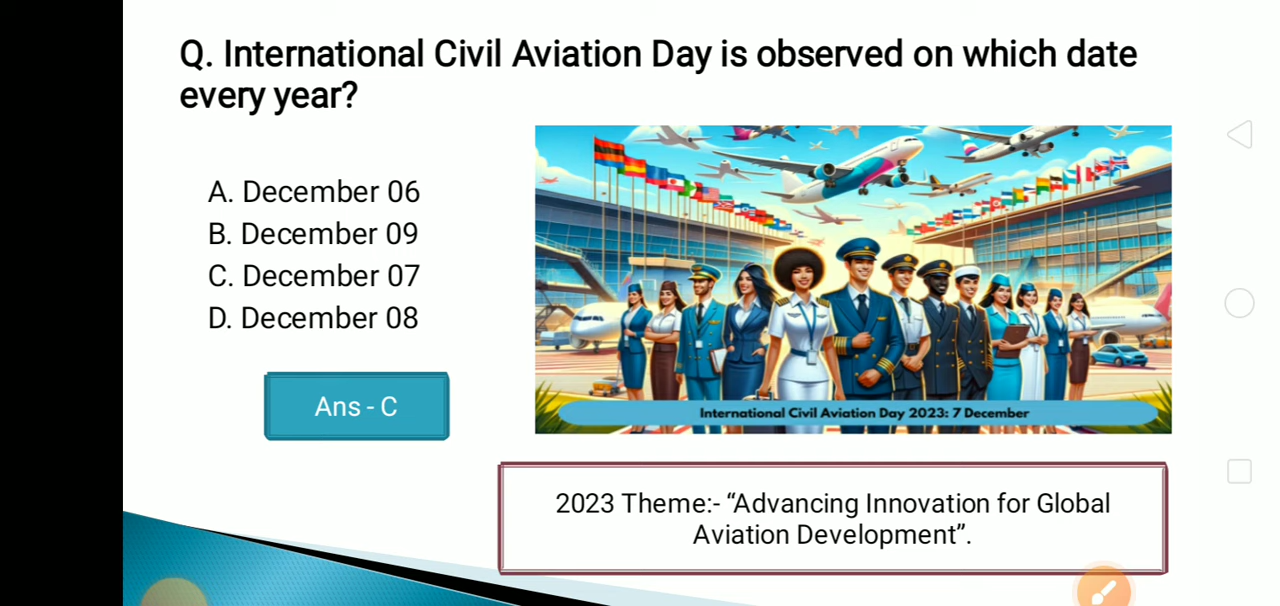 Q. International Civil Aviation Day is observed on which date
every year?
A. December 06
B. December 09
C. December 07
D. December 08
Ans - C
International Civil Aviation Day 2023: 7 December
2023 Theme:- “Advancing Innovation for Global
Aviation Development”.